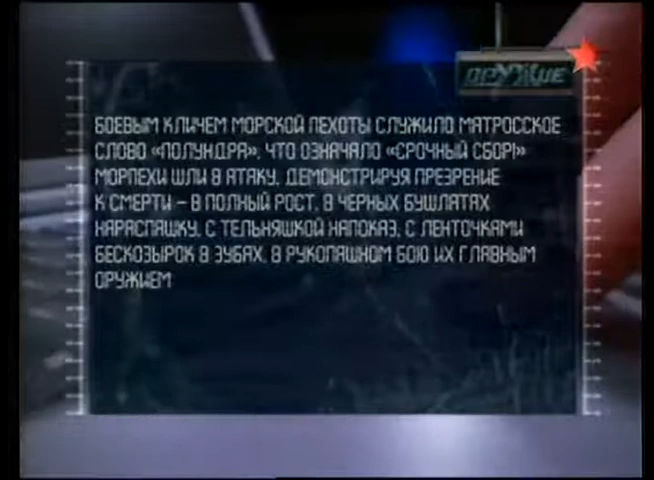 ОРУЖИЕ
БОЕВЫМ КЛИЧЕМ МОРСКОЙ ПЕХОТЫ СЛУЖИЛО МАТРОССКОЕ
СЛОВО «ПОЛУНДРА», ЧТО ОЗНАЧАЛО «СРОЧНЫЙ СБОР!»
МОРПЕХИ ШЛИ В АТАКУ, ДЕМОНСТРИРУЯ ПРЕЗРЕНИЕ
К СМЕРТИ – В ПОЛНЫЙ РОСТ, В ЧЕРНЫХ БУШЛАТАХ
НАРАСПАШКУ, С ТЕЛЬНЯШКОЙ НАПОКАЗ, С ЛЕНТОЧКАМИ
БЕСКОЗЫРОК В ЗУБАХ. В РУКОПАШНОМ БОЮ ИХ ГЛАВНЫМ
ОРУЖИЕМ